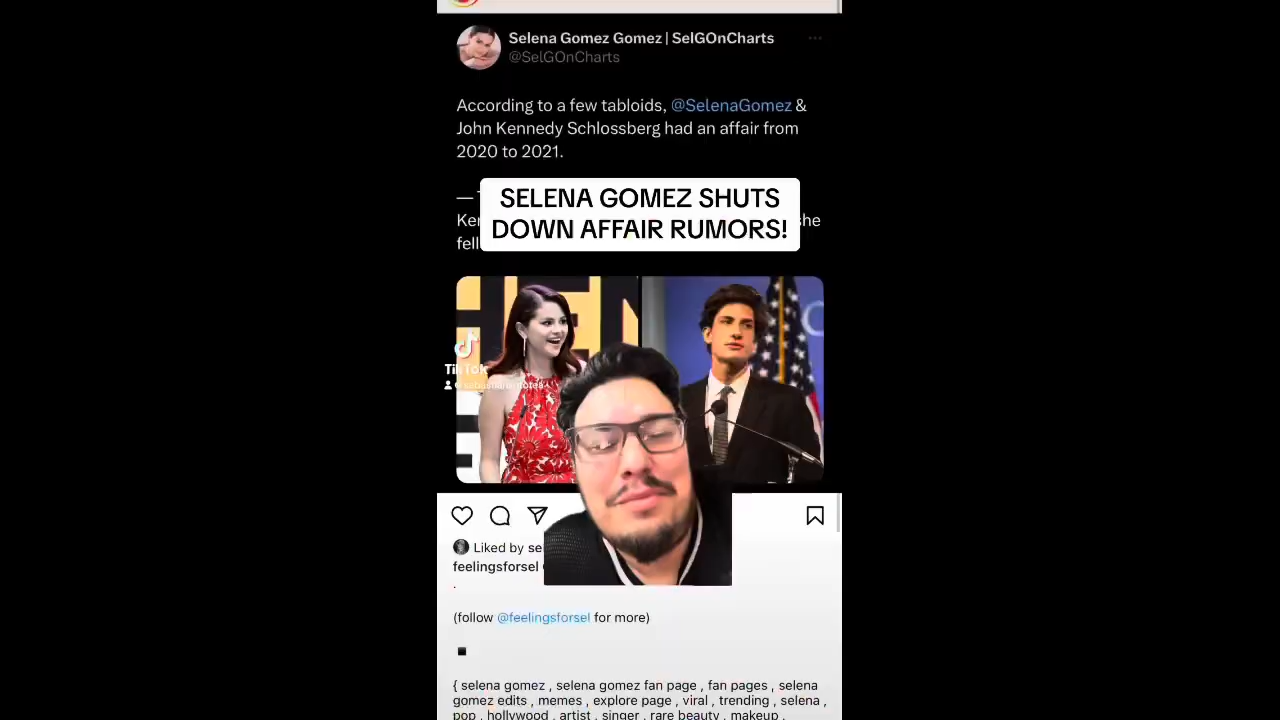 Selena Gomez Gomez | SelGOnCharts
@SelGOnCharts
According to a few tabloids, @SelenaGomez &
John Kennedy Schlossberg had an affair from
2020 to 2021.
SELENA GOMEZ SHUTS
DOWN AFFAIR RUMORS!
TikTok
Liked by
feelingsforsel
.
(follow @feelingsforsel for more)
{ selena gomez , selena gomez fan page , fan pages , selena
gomez edits , memes , explore page , viral , trending , selena ,
pop , hollywood , artist , singer , rare beauty , makeup ,